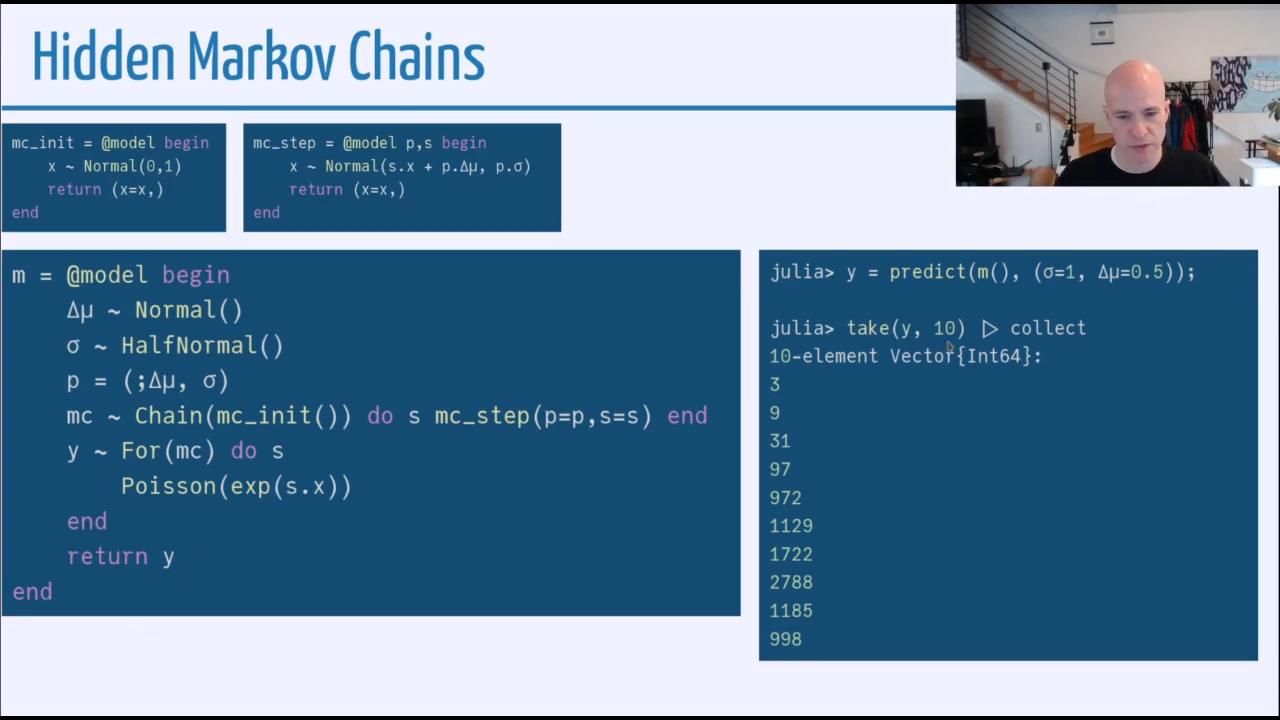 Hidden Markov Chains
mc_init = @model begin
x ~ Normal(0,1)
return (x=x,)
end
mc_step = @model p,s begin
x ~ Normal(s.x + p.Δμ, p.σ)
return (x=x,)
end
m = @model begin
Δμ ~ Normal()
σ ~ HalfNormal()
p = (;Δμ, σ)
mc ~ Chain(mc_init()) do s mc_step(p=p,s=s) end
y ~ For(mc) do s
Poisson(exp(s.x))
end
return y
end
julia> y = predict(m(), (σ=1, Δμ=0.5));
julia> take(y, 10) |> collect
10-element Vector{Int64}:
3
9
31
97
972
1129
1722
2788
1185
998